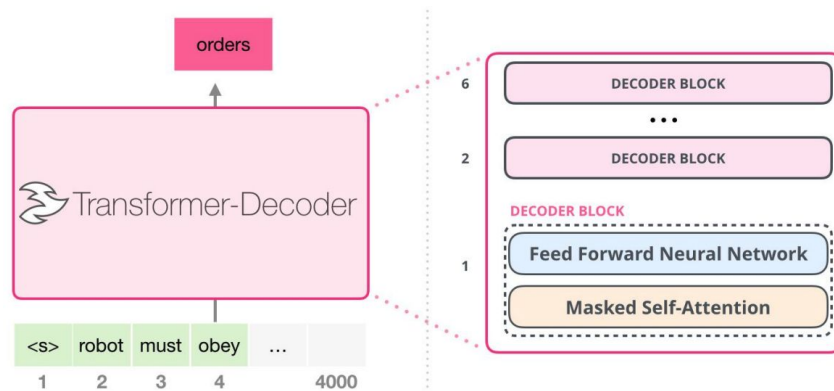 orders
Transformer-Decoder
<s> robot must obey ...
1 2 3 4 4000
6 DECODER BLOCK
...
2 DECODER BLOCK
DECODER BLOCK
1
Feed Forward Neural Network
Masked Self-Attention